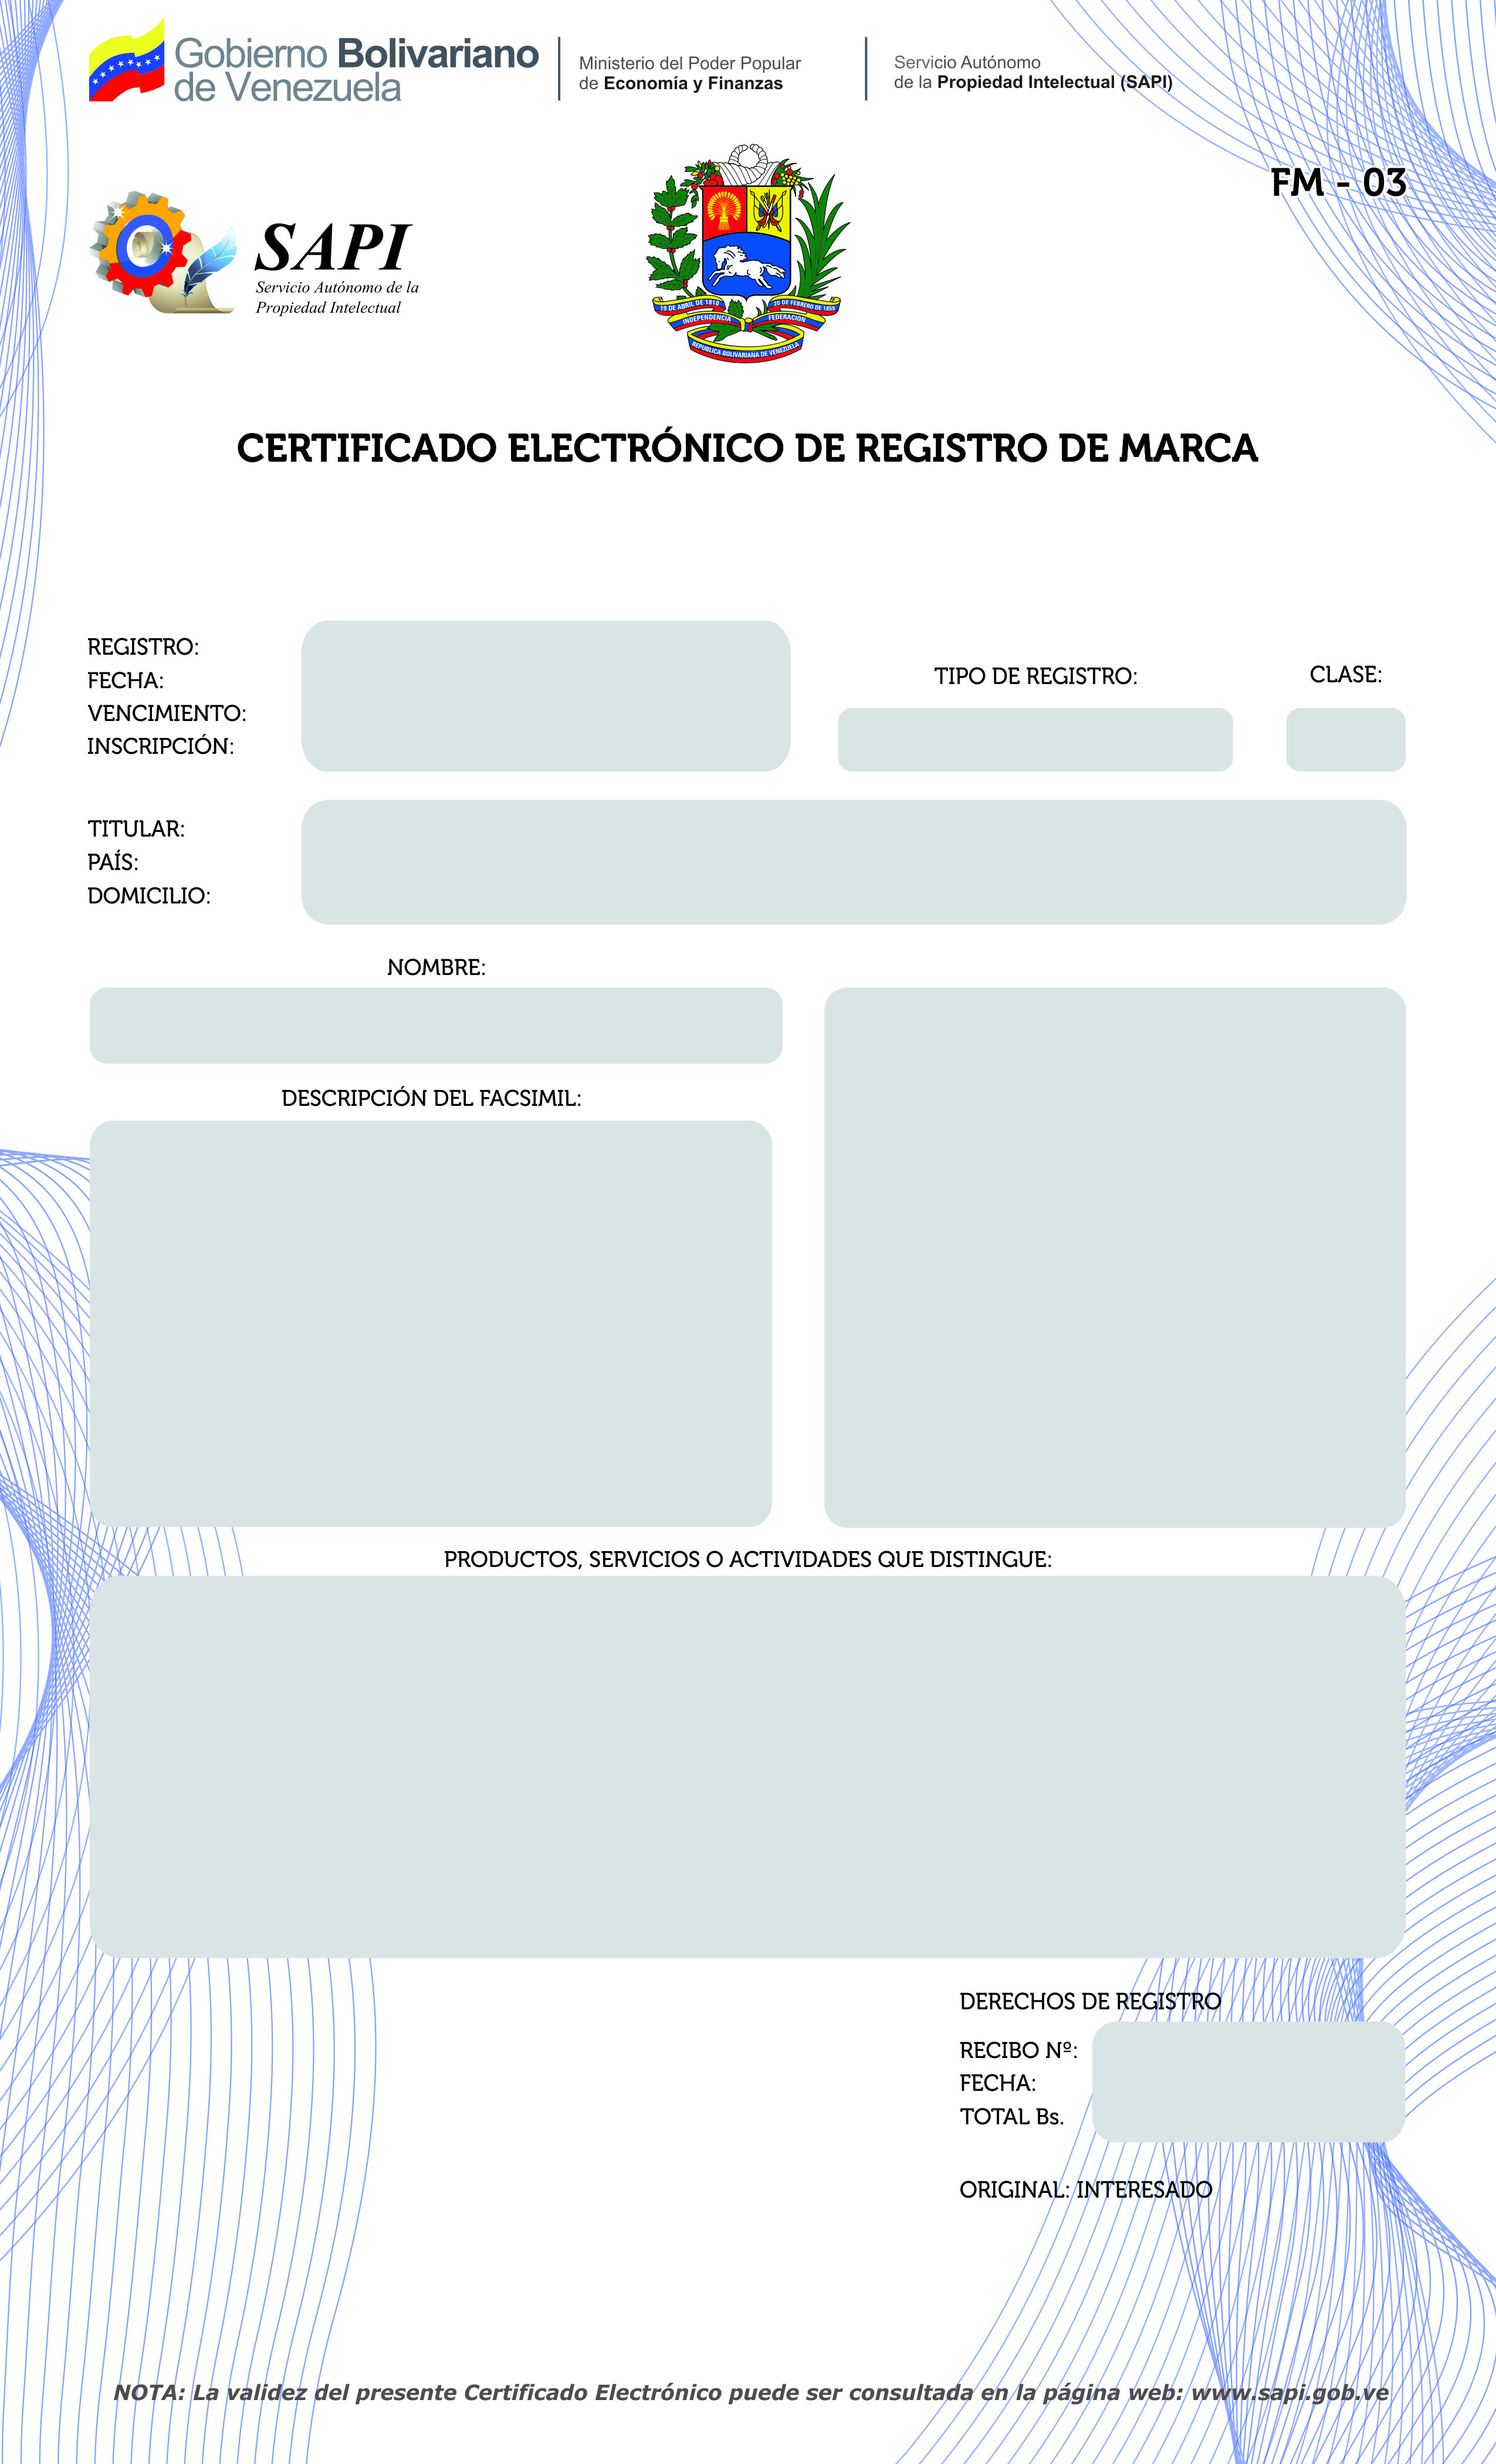 Gobierno Bolivariano
de Venezuela
Ministerio del Poder Popular
de Economía y Finanzas
Servicio Autónomo
de la Propiedad Intelectual (SAPI)
FM - 03
SAPI
Servicio Autónomo de la
Propiedad Intelectual
19 DE ABRIL DE 1810
20 DE FEBRERO DE 1859
INDEPENDENCIA
FEDERACIÓN
REPUBLICA BOLIVARIANA DE VENEZUELA
CERTIFICADO ELECTRÓNICO DE REGISTRO DE MARCA
REGISTRO:
FECHA:
VENCIMIENTO:
INSCRIPCIÓN:
TIPO DE REGISTRO:
CLASE:
TITULAR:
PAÍS:
DOMICILIO:
NOMBRE:
DESCRIPCIÓN DEL FACSIMIL:
PRODUCTOS, SERVICIOS O ACTIVIDADES QUE DISTINGUE:
DERECHOS DE REGISTRO
RECIBO Nº:
FECHA:
TOTAL Bs.
ORIGINAL: INTERESADO
NOTA: La validez del presente Certificado Electrónico puede ser consultada en la página web: www.sapi.gob.ve